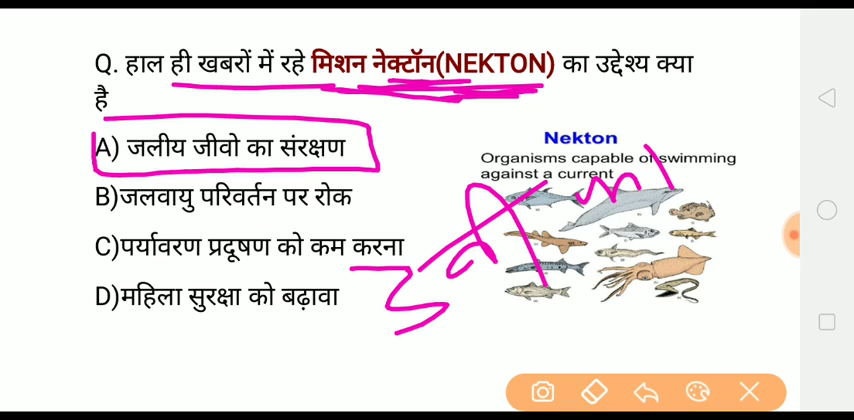 Q. हाल ही खबरों में रहे मिशन नेक्टॉन(NEKTON) का उद्देश्य क्या
है
A) जलीय जीवो का संरक्षण
B)जलवायु परिवर्तन पर रोक
C)पर्यावरण प्रदूषण को कम करना
D)महिला सुरक्षा को बढ़ावा
Nekton
Organisms capable of swimming
against a current